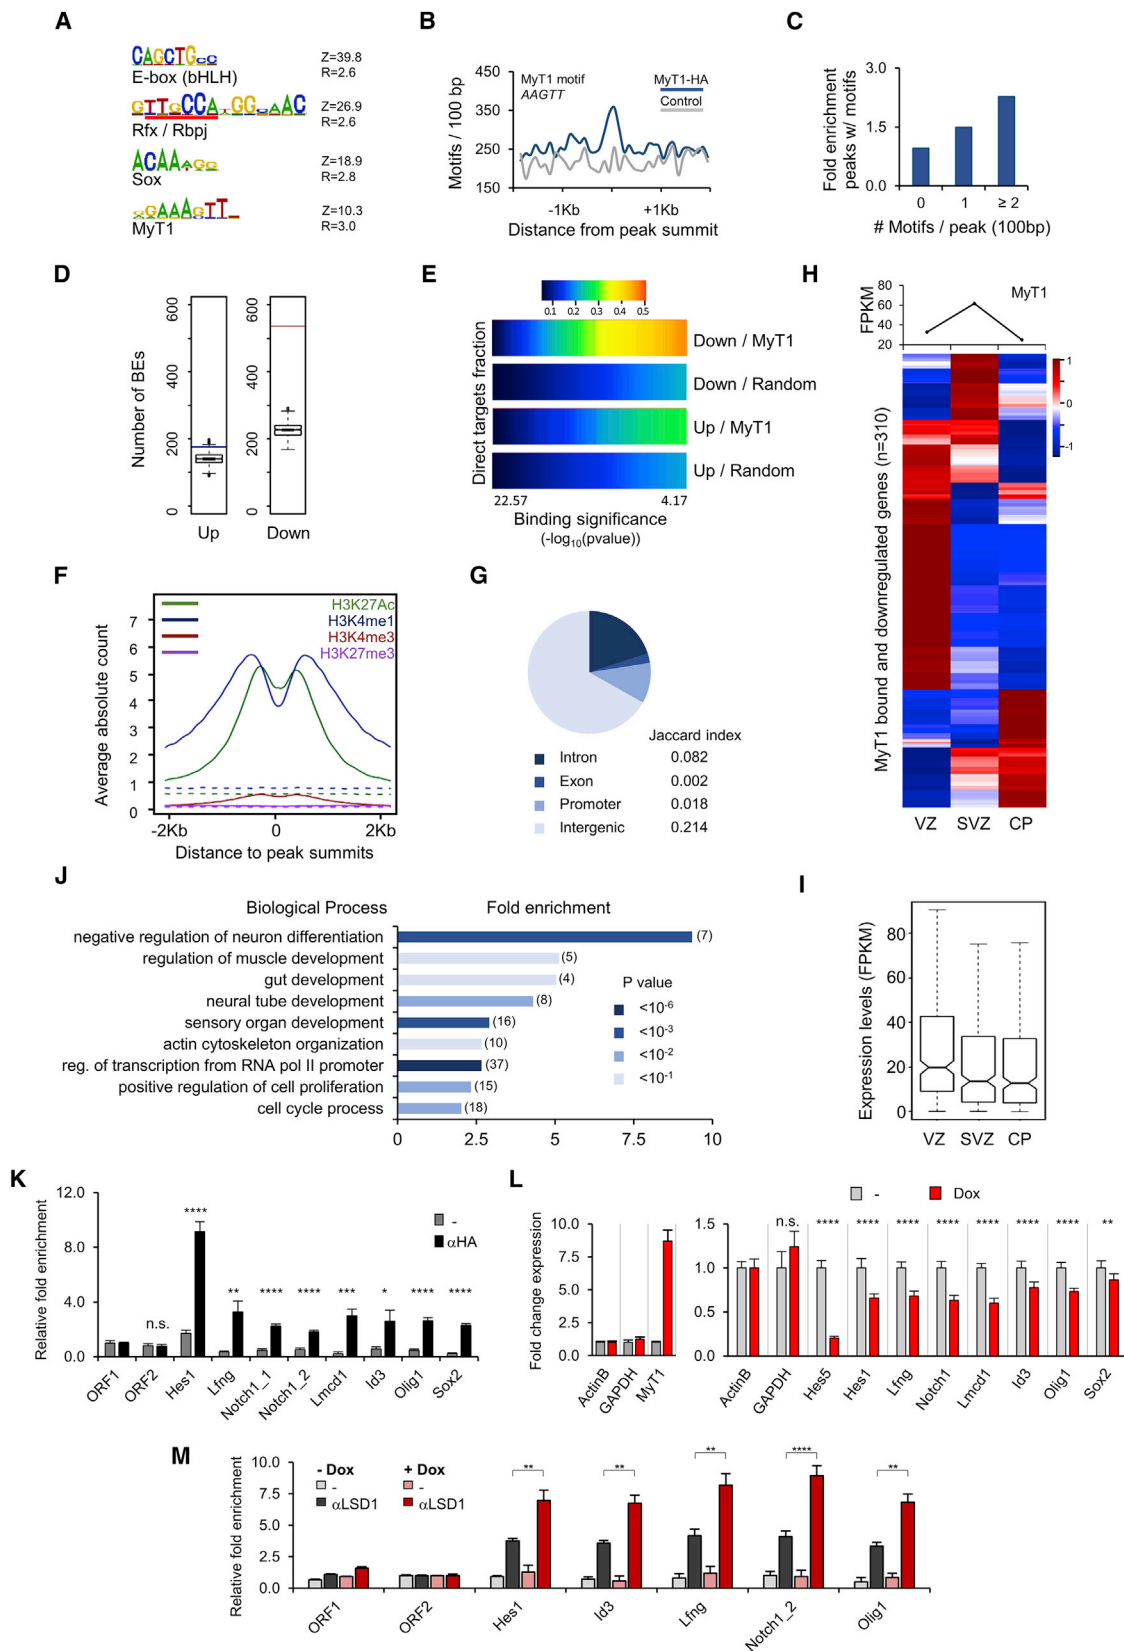 A
CAGCTG
E-box (bHLH)
Z=39.8
R=2.6
GTTGCCATGGCAAC
Rfx / Rbpj
Z=26.9
R=2.6
ACAA
Sox
Z=18.9
R=2.8
GAAAGTT
MyT1
Z=10.3
R=3.0
B
MyT1 motif
AAGTT
MyT1-HA
Control
Motifs / 100 bp
450
350
250
150
-1Kb
+1Kb
Distance from peak summit
C
Fold enrichment
peaks w/ motifs
3.0
1.5
0.0
0 1 ≥ 2
# Motifs / peak (100bp)
D
Number of BEs
600
400
200
0
Up
600
400
200
0
Down
E
0.1 0.2 0.3 0.4 0.5
Direct targets fraction
Down / MyT1
Down / Random
Up / MyT1
Up / Random
22.57 4.17
Binding significance
(-log10(pvalue))
H
FPKM
80
60
40
20
MyT1
MyT1 bound and downregulated genes (n=310)
1
0
-1
VZ SVZ CP
F
H3K27Ac
H3K4me1
H3K4me3
H3K27me3
Average absolute count
7
6
5
4
3
2
1
0
-2Kb 0 2Kb
Distance to peak summits
G
Jaccard index
Intron 0.082
Exon 0.002
Promoter 0.018
Intergenic 0.214
J
Biological Process
Fold enrichment
negative regulation of neuron differentiation (7)
regulation of muscle development (5)
gut development (4)
neural tube development (8)
sensory organ development (16)
actin cytoskeleton organization (10)
reg. of transcription from RNA pol II promoter (37)
positive regulation of cell proliferation (15)
cell cycle process (18)
P value
<10-6
<10-3
<10-2
<10-1
0 2.5 5 7.5 10
I
Expression levels (FPKM)
80
60
40
20
0
VZ SVZ CP
K
Relative fold enrichment
12.0
8.0
4.0
0.0
-
αHA
n.s. **** ** **** **** *** * **** ****
ORF1 ORF2 Hes1 Lfng Notch1_1 Notch1_2 Lmcd1 Id3 Olig1 Sox2
L
- Dox
Fold change expression
10.0
7.5
5.0
2.5
0.0
ActinB GAPDH MyT1
1.5
1.0
0.5
0.0
n.s. **** **** **** **** **** **** **** **
ActinB GAPDH Hes5 Hes1 Lfng Notch1 Lmcd1 Id3 Olig1 Sox2
M
Relative fold enrichment
10.0
7.5
5.0
2.5
0.0
- Dox + Dox
- -
αLSD1 αLSD1
** ** ** **** **
ORF1 ORF2 Hes1 Id3 Lfng Notch1_2 Olig1